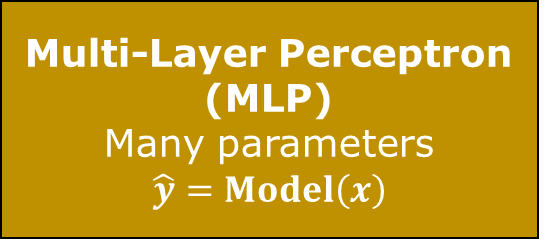 Multi-Layer Perceptron
(MLP)
Many parameters
ŷ = Model(x)